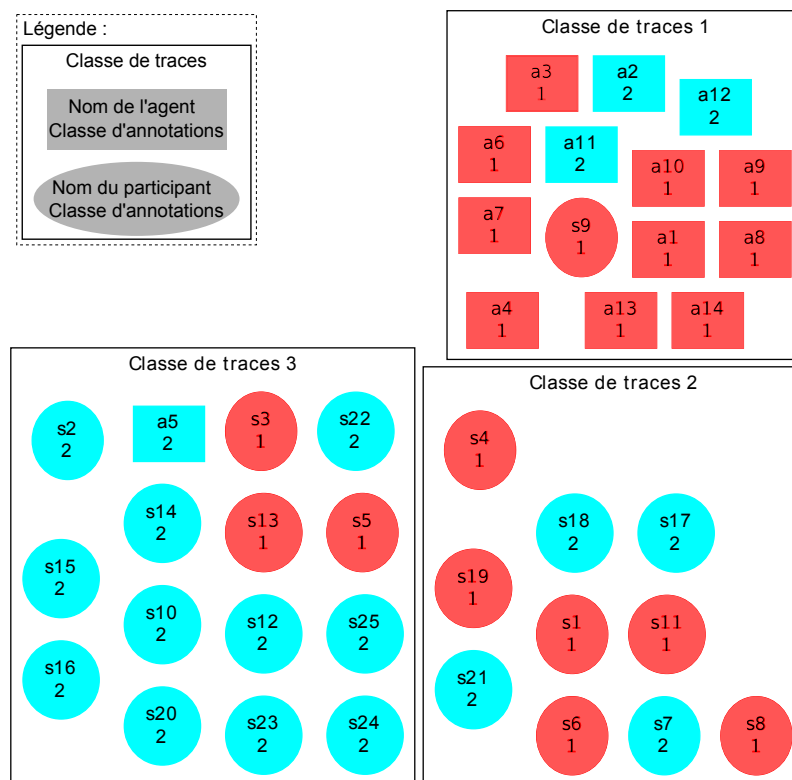 Légende :
Classe de traces
Nom de l'agent
Classe d'annotations
Nom du participant
Classe d'annotations
Classe de traces 1
a3
1
a2
2
a12
2
a6
1
a11
2
a10
1
a9
1
a7
1
s9
1
a1
1
a8
1
a4
1
a13
1
a14
1
Classe de traces 3
s2
2
a5
2
s3
1
s22
2
s14
2
s13
1
s5
1
s15
2
s10
2
s12
2
s25
2
s16
2
s20
2
s23
2
s24
2
Classe de traces 2
s4
1
s18
2
s17
2
s19
1
s1
1
s11
1
s21
2
s6
1
s7
2
s8
1